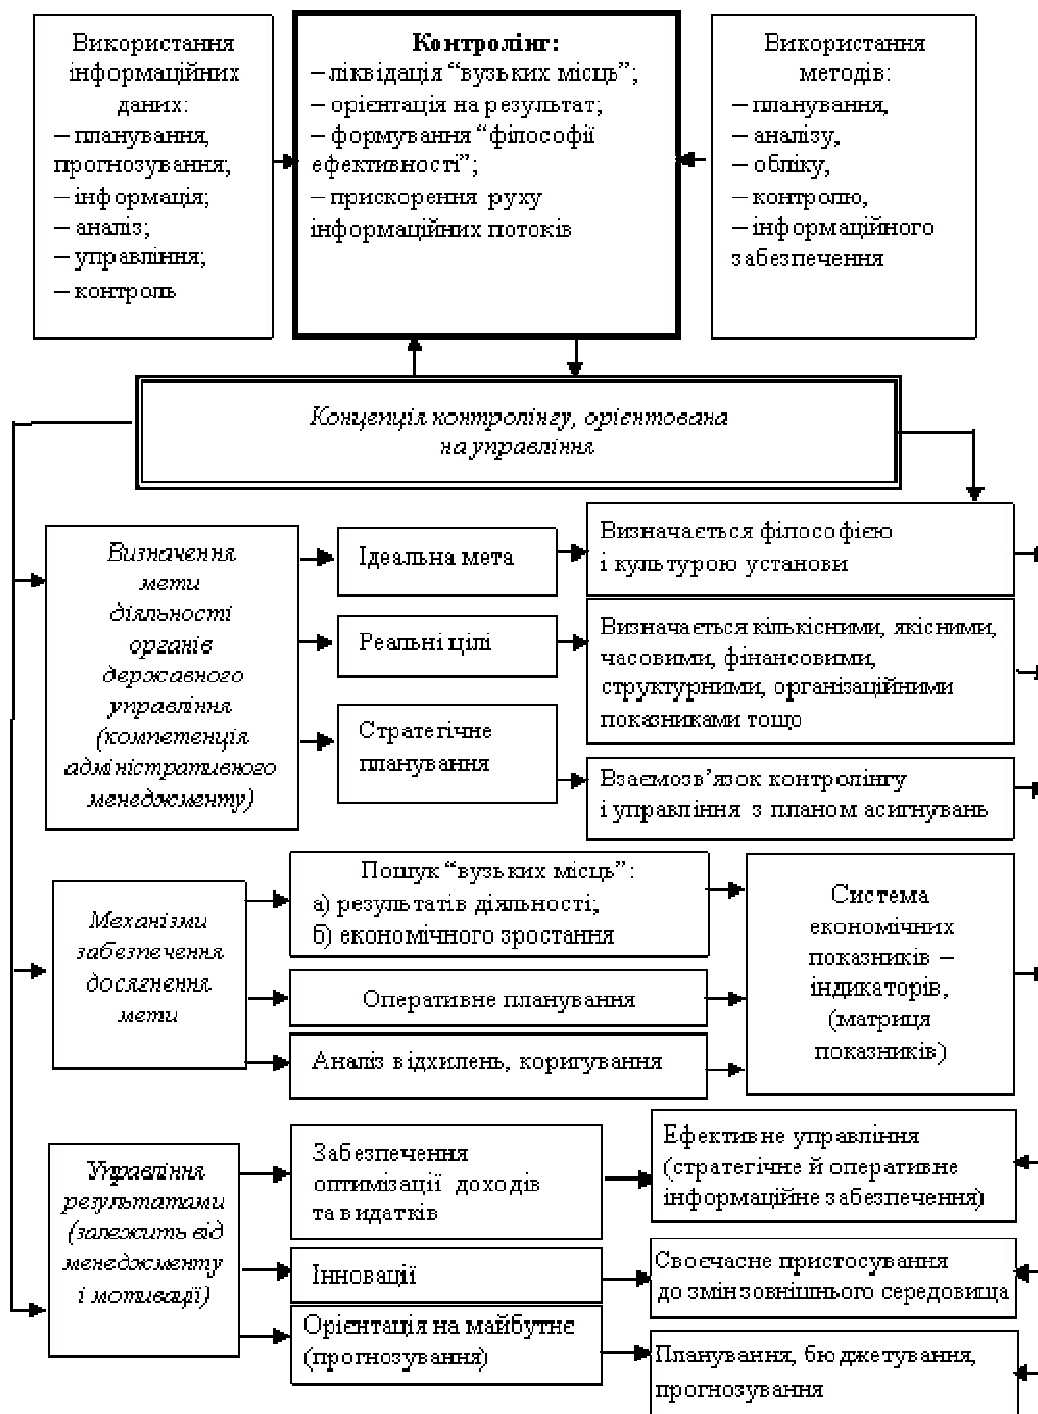 Використання
інформаційних
даних:
– планування,
прогнозування;
– інформація;
– аналіз;
– управління;
– контроль
Контролінг:
– ліквідація “вузьких місць”;
– орієнтація на результат;
– формування “філософії
ефективності”;
– прискорення руху
інформаційних потоків
Використання
методів:
– планування,
– аналізу,
– обліку,
– контролю,
– інформаційного
забезпечення
Концепція контролінгу, орієнтована
на управління
Визначення
мети
діяльності
органів
державного
управління
(компетенція
адміністративного
менеджменту)
Ідеальна мета
Визначається філософією
і культурою установи
Реальні цілі
Визначається кількісними, якісними,
часовими, фінансовими,
структурними, організаційними
показниками тощо
Стратегічне
планування
Взаємозв’язок контролінгу
і управління з планом асигнувань
Механізми
забезпечення
досягнення
мети
Пошук “вузьких місць”:
а) результатів діяльності;
б) економічного зростання
Оперативне планування
Аналіз відхилень, коригування
Система
економічних
показників –
індикаторів,
(матриця
показників)
Управління
результатами
(залежить від
менеджменту
і мотивації)
Забезпечення
оптимізації доходів
та видатків
Ефективне управління
(стратегічне й оперативне
інформаційне забезпечення)
Інновації
Своєчасне пристосування
до змін зовнішнього середовища
Орієнтація на майбутнє
(прогнозування)
Планування, бюджетування,
прогнозування